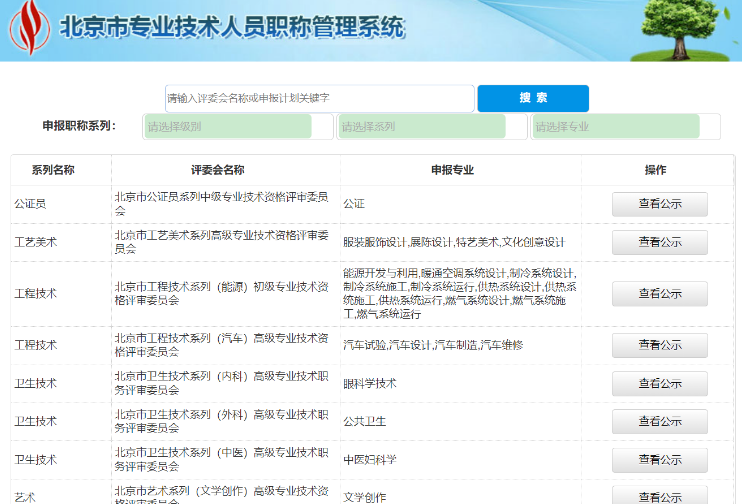 北京市专业技术人员职称管理系统
请输入评委会名称或申报计划关键字
搜 索
申报职称系列：
请选择级别
请选择系列
请选择专业
系列名称
评委会名称
申报专业
操作
公证员
北京市公证员系列中级专业技术资格评审委员
会
公证
查看公示
工艺美术
北京市工艺美术系列高级专业技术资格评审委
员会
服装服饰设计,展陈设计,特艺美术,文化创意设计
查看公示
工程技术
北京市工程技术系列（能源）初级专业技术资
格评审委员会
能源开发与利用,暖通空调系统设计,制冷系统设计,
制冷系统施工,制冷系统运行,供热系统设计,供热系
统施工,供热系统运行,燃气系统设计,燃气系统施
工,燃气系统运行
查看公示
工程技术
北京市工程技术系列（汽车）高级专业技术资
格评审委员会
汽车试验,汽车设计,汽车制造,汽车维修
查看公示
卫生技术
北京市卫生技术系列（内科）高级专业技术职
务评审委员会
眼科学技术
查看公示
卫生技术
北京市卫生技术系列（外科）高级专业技术职
务评审委员会
公共卫生
查看公示
卫生技术
北京市卫生技术系列（中医）高级专业技术职
务评审委员会
中医妇科学
查看公示
艺术
北京市艺术系列（文学创作）高级专业技术资
格评审委员会
文学创作
查看公示